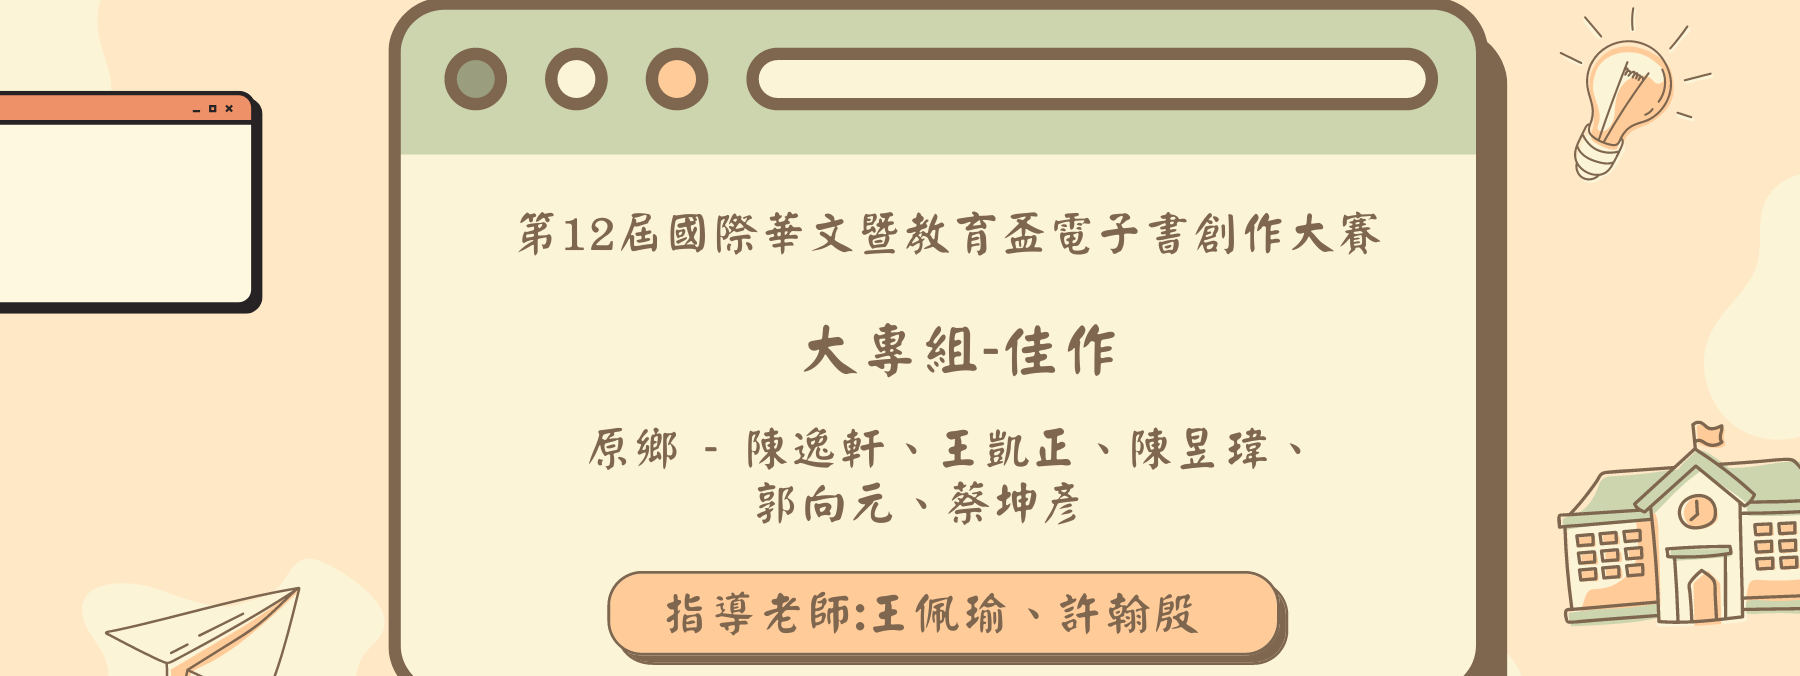 第12屆國際華文暨教育盃電子書創作大賽
大專組-佳作
原鄉 - 陳逸軒、王凱正、陳昱瑋、
郭向元、蔡坤彥
指導老師:王佩瑜、許翰殷